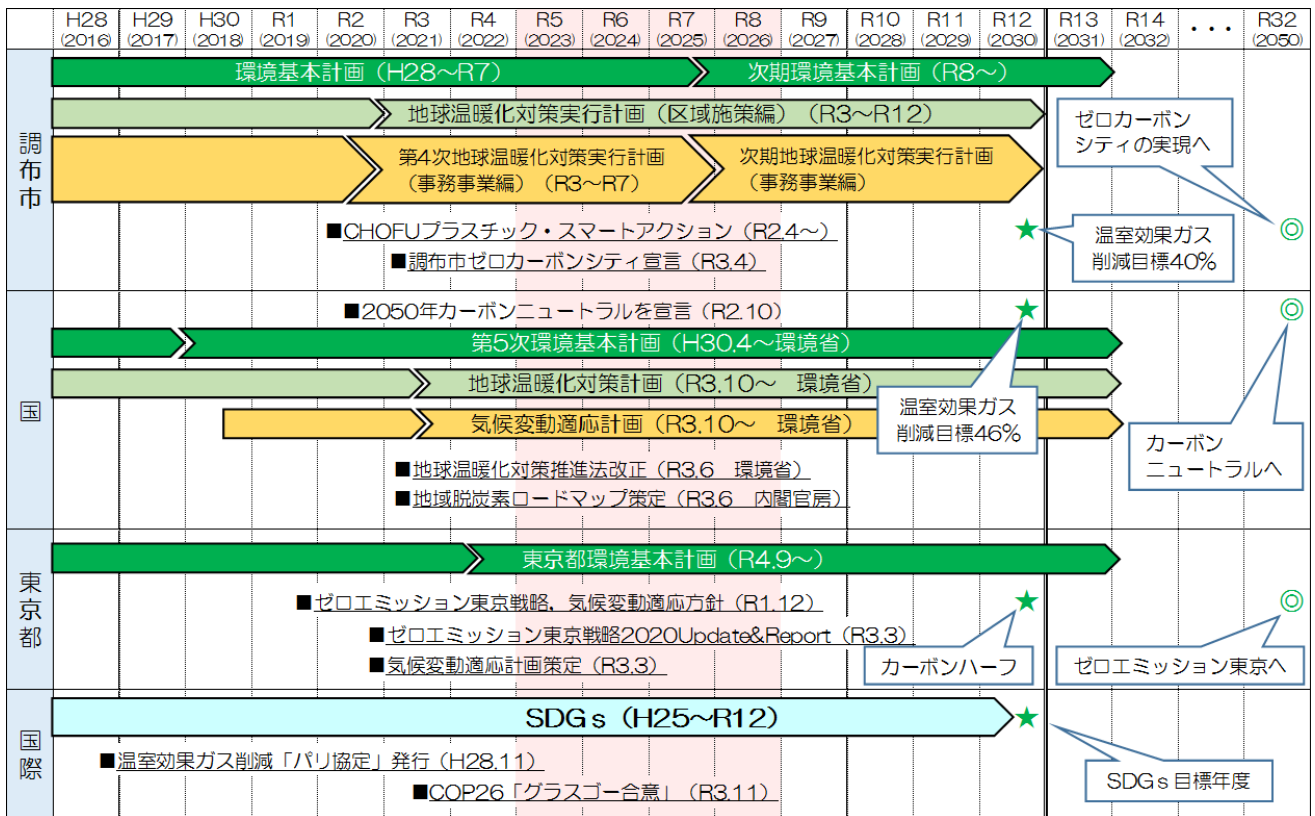 H28 H29 H30 R1 R2 R3 R4 R5 R6 R7 R8 R9 R10 R11 R12 R13 R14 ・・・ R32
(2016) (2017) (2018) (2019) (2020) (2021) (2022) (2023) (2024) (2025) (2026) (2027) (2028) (2029) (2030) (2031) (2032) (2050)
調布市
環境基本計画（H28～R7）
次期環境基本計画（R8～）
地球温暖化対策実行計画（区域施策編）（R3～R12）
第4次地球温暖化対策実行計画
（事務事業編）（R3～R7）
次期地球温暖化対策実行計画
（事務事業編）
ゼロカーボン
シティの実現へ
■CHOFUプラスチック・スマートアクション（R2.4～）
★
◎
■調布市ゼロカーボンシティ宣言（R3.4）
温室効果ガス
削減目標40％
国
■2050年カーボンニュートラルを宣言（R2.10）
★
◎
第5次環境基本計画（H30.4～環境省）
地球温暖化対策計画（R3.10～　環境省）
気候変動適応計画（R3.10～　環境省）
温室効果ガス
削減目標46％
カーボン
ニュートラルへ
■地球温暖化対策推進法改正（R3.6　環境省）
■地域脱炭素ロードマップ策定（R3.6　内閣官房）
東京都
東京都環境基本計画（R4.9～）
■ゼロエミッション東京戦略，気候変動適応方針（R1.12）
★
◎
■ゼロエミッション東京戦略2020Update&Report（R3.3）
■気候変動適応計画策定（R3.3）
カーボンハーフ
ゼロエミッション東京へ
国際
SDGｓ（H25～R12）
★
■温室効果ガス削減「パリ協定」発行（H28.11）
■COP26「グラスゴー合意」（R3.11）
SDGｓ目標年度